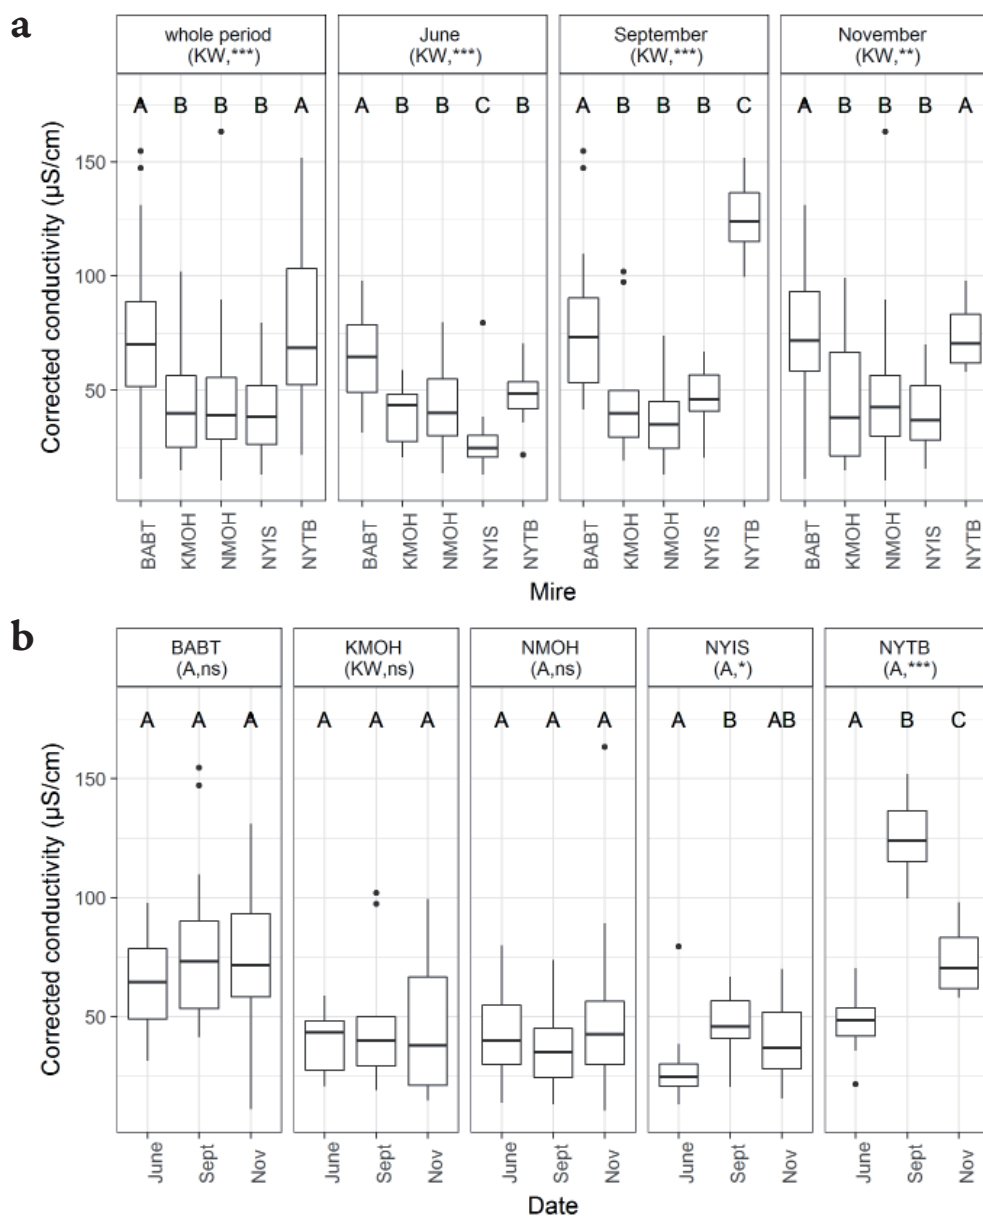 a
whole period
(KW,***)
June
(KW,***)
September
(KW,***)
November
(KW,**)
A B B B A
A B B C B
A B B B C
A B B B A
150
100
50
Corrected conductivity (µS/cm)
BABT KMOH NMOH NYIS NYTB
BABT KMOH NMOH NYIS NYTB
BABT KMOH NMOH NYIS NYTB
BABT KMOH NMOH NYIS NYTB
Mire
b
BABT
(A,ns)
KMOH
(KW,ns)
NMOH
(A,ns)
NYIS
(A,*)
NYTB
(A,***)
A A A
A A A
A A A
A B AB
A B C
150
100
50
Corrected conductivity (µS/cm)
June Sept Nov
June Sept Nov
June Sept Nov
June Sept Nov
June Sept Nov
Date